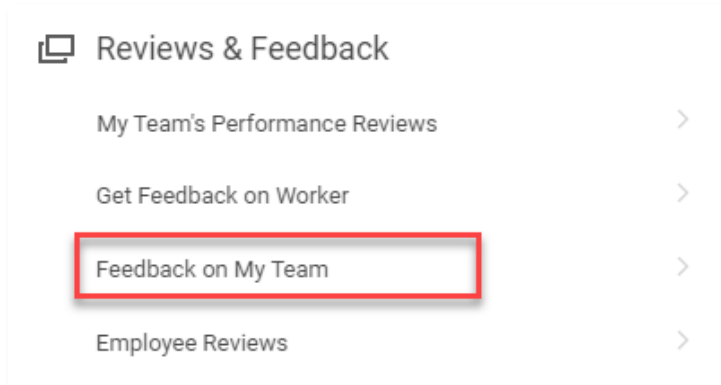 Reviews & Feedback
My Team's Performance Reviews
Get Feedback on Worker
Feedback on My Team
Employee Reviews